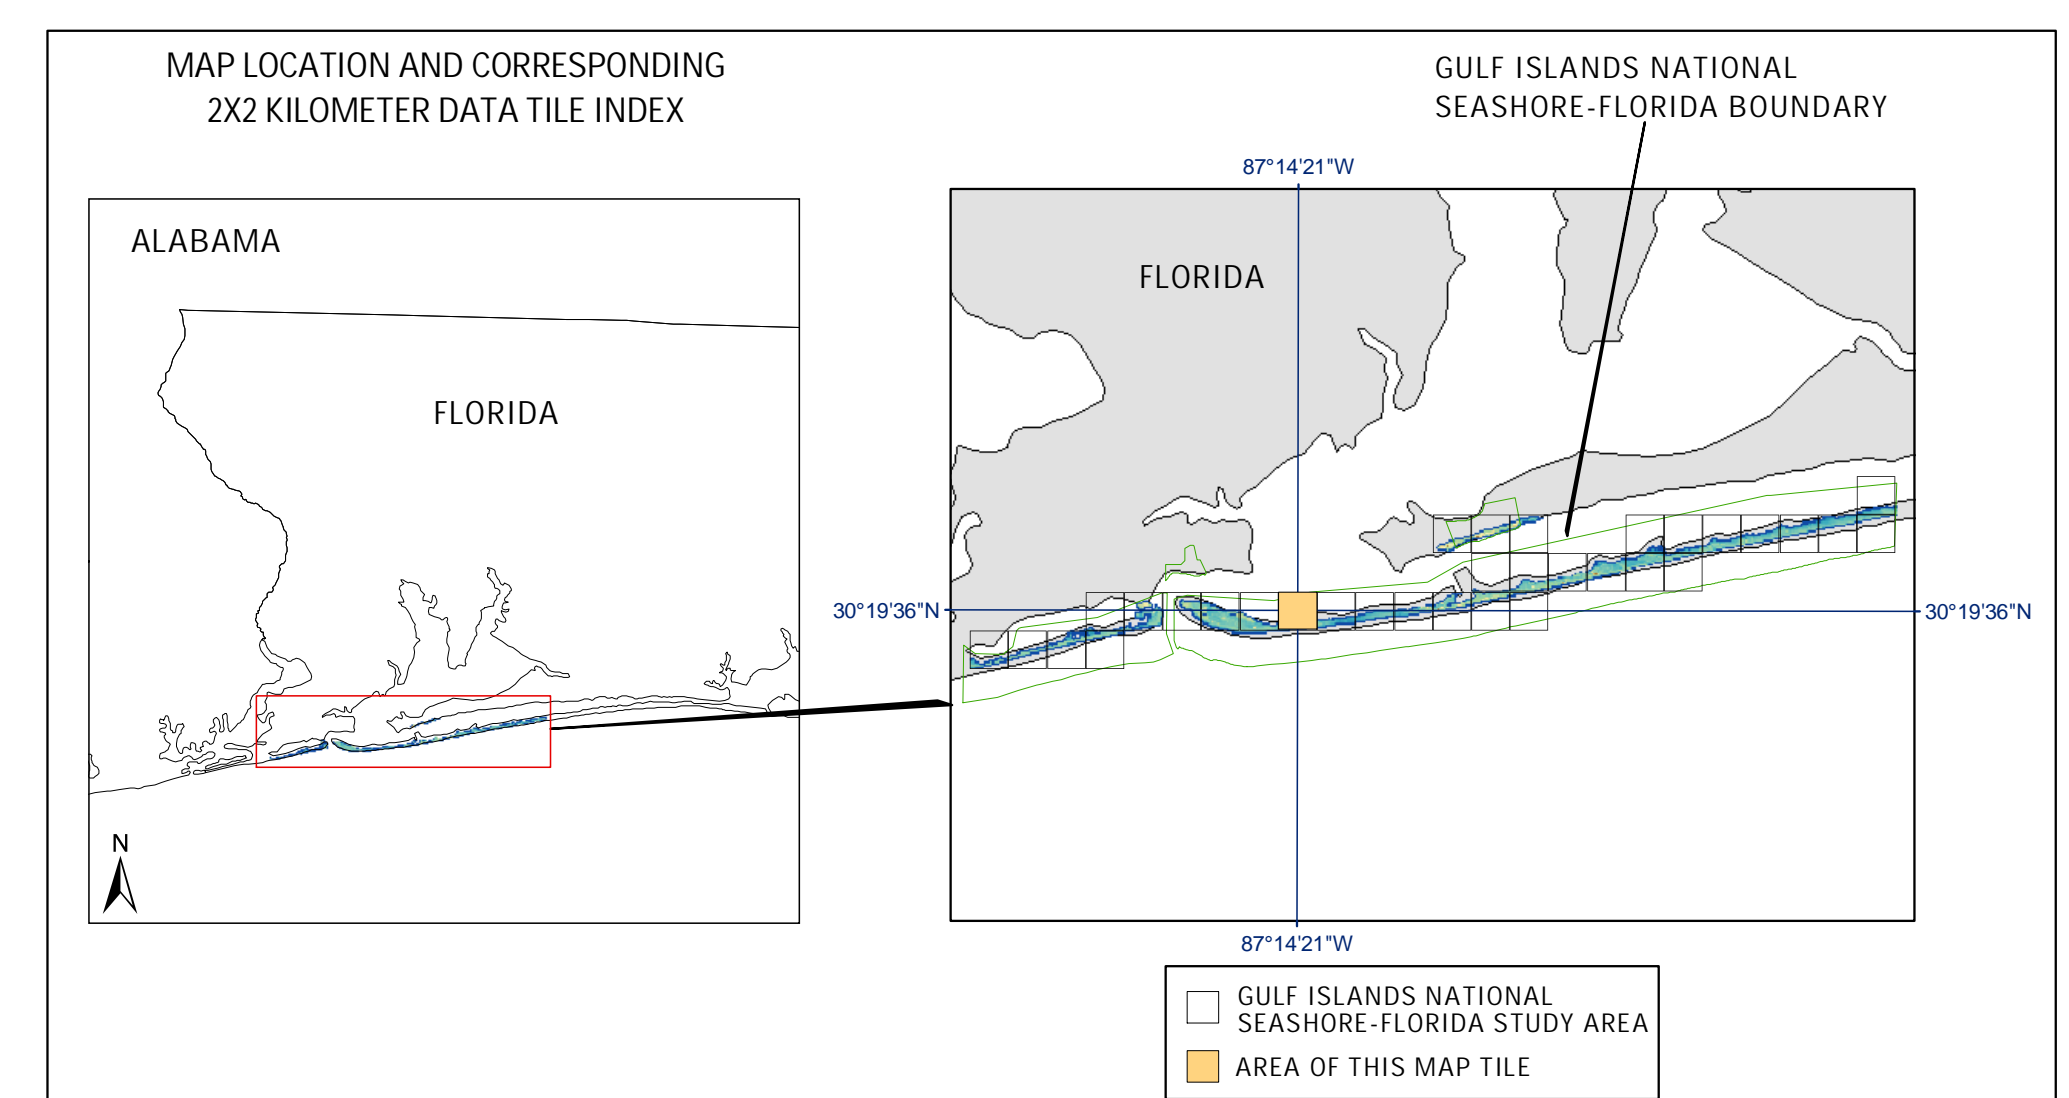 MAP LOCATION AND CORRESPONDING
2X2 KILOMETER DATA TILE INDEX
GULF ISLANDS NATIONAL
SEASHORE-FLORIDA BOUNDARY
87°14'21"W
ALABAMA
FLORIDA
FLORIDA
30°19'36"N
30°19'36"N
N
87°14'21"W
GULF ISLANDS NATIONAL
SEASHORE-FLORIDA STUDY AREA
AREA OF THIS MAP TILE